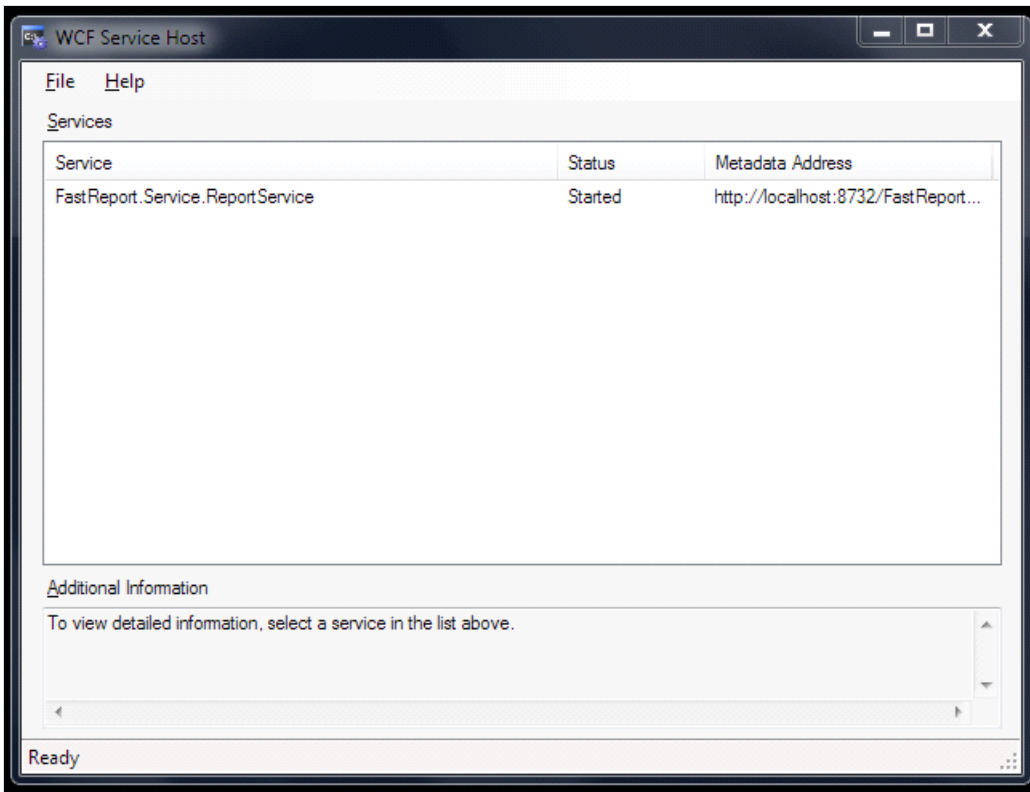 WCF Service Host
File Help
Services
Service Status Metadata Address
FastReport.Service.ReportService Started http://localhost:8732/FastReport...
Additional Information
To view detailed information, select a service in the list above.
Ready